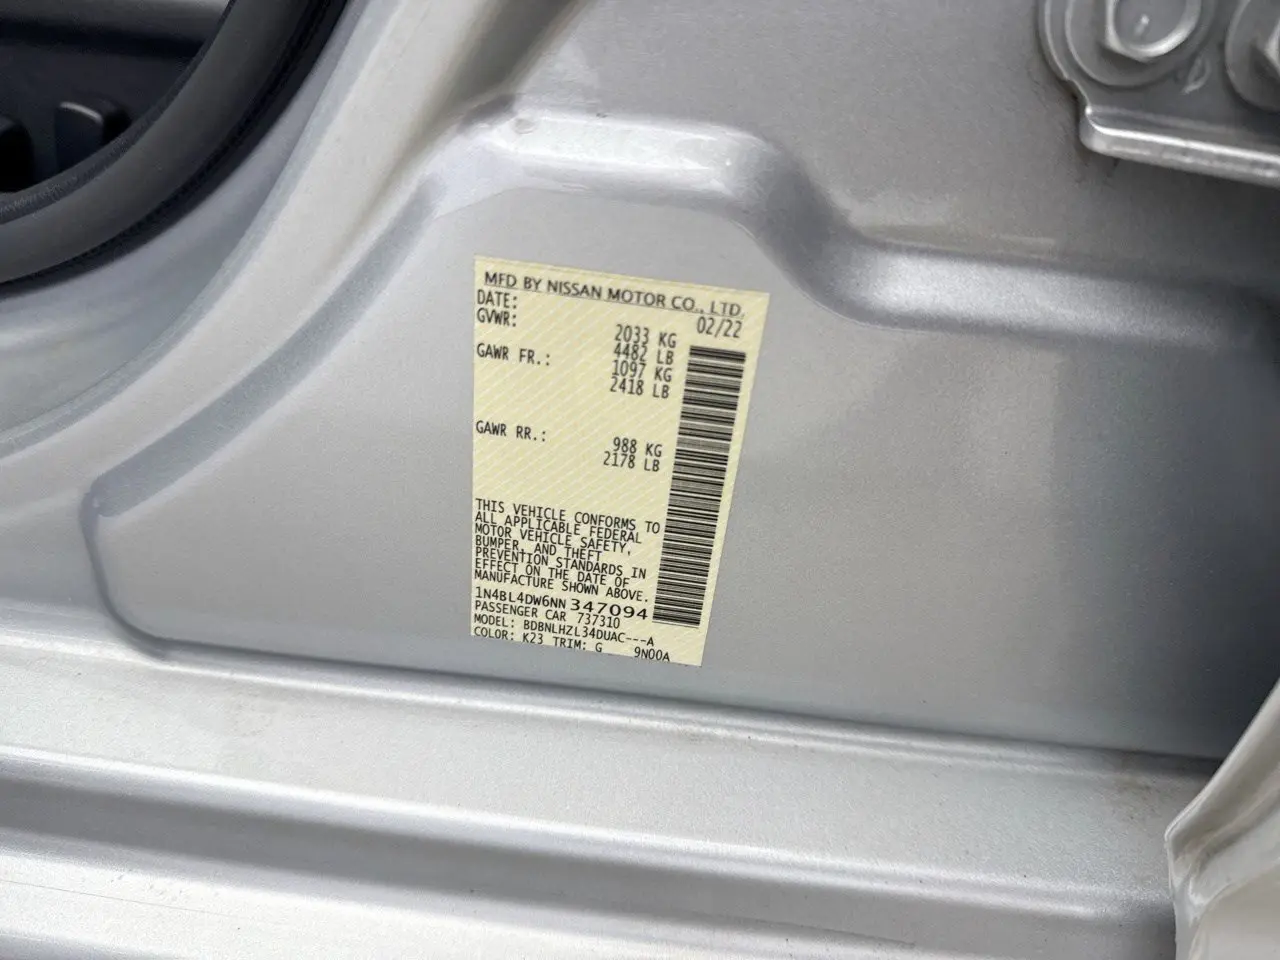 MFD BY NISSAN MOTOR CO., LTD.
DATE: 02/22
GVWR: 2033 KG
4482 LB
GAWR FR.: 1097 KG
2418 LB
GAWR RR.: 988 KG
2178 LB
THIS VEHICLE CONFORMS TO
ALL APPLICABLE FEDERAL
MOTOR VEHICLE SAFETY,
BUMPER, AND THEFT
PREVENTION STANDARDS IN
EFFECT ON THE DATE OF
MANUFACTURE SHOWN ABOVE.
1N4BL4DW6NN347094
PASSENGER CAR 737310
MODEL: BDBNLHZL34DUAC---A
COLOR: K23 TRIM: G 9N00A